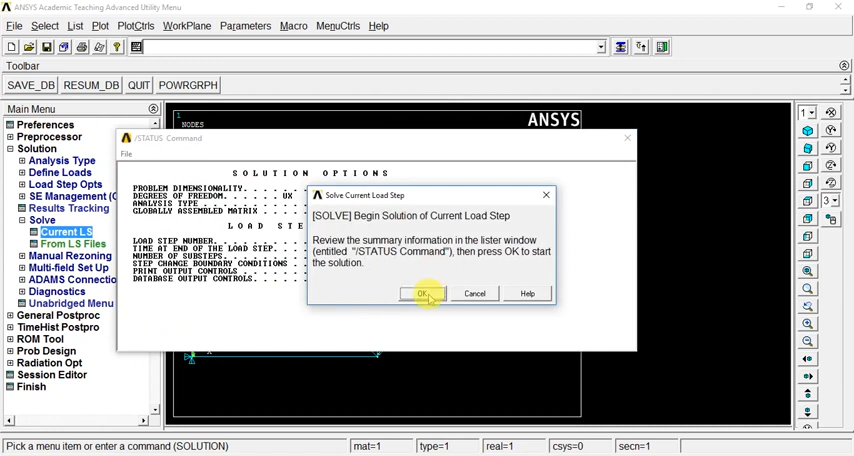 ANSYS Academic Teaching Advanced Utility Menu
File Select List Plot PlotCtrls WorkPlane Parameters Macro MenuCtrls Help
Toolbar
SAVE_DB RESUM_DB QUIT POWRGRPH
Main Menu
Preferences
Preprocessor
Solution
Analysis Type
Define Loads
Load Step Opts
SE Management (C
Results Tracking
Solve
Current LS
From LS Files
Manual Rezoning
Multi-field Set Up
ADAMS Connectio
Diagnostics
Unabridged Menu
General Postproc
TimeHist Postpro
ROM Tool
Prob Design
Radiation Opt
Session Editor
Finish
1
NODES
ANSYS
/STATUS Command
File
S O L U T I O N   O P T I O N S
PROBLEM DIMENSIONALITY. . . . .
DEGREES OF FREEDOM. . . . . . UX
ANALYSIS TYPE . . . . . . . . .
GLOBALLY ASSEMBLED MATRIX . . .
L O A D   S T E
LOAD STEP NUMBER. . . . . . . .
TIME AT END OF THE LOAD STEP. . .
NUMBER OF SUBSTEPS. . . . . . .
STEP CHANGE BOUNDARY CONDITIONS .
PRINT OUTPUT CONTROLS . . . . .
DATABASE OUTPUT CONTROLS. . . .
Solve Current Load Step
[SOLVE] Begin Solution of Current Load Step
Review the summary information in the lister window
(entitled "/STATUS Command"), then press OK to start
the solution.
OK Cancel Help
X
1
3
Pick a menu item or enter a command (SOLUTION) mat=1 type=1 real=1 csys=0 secn=1